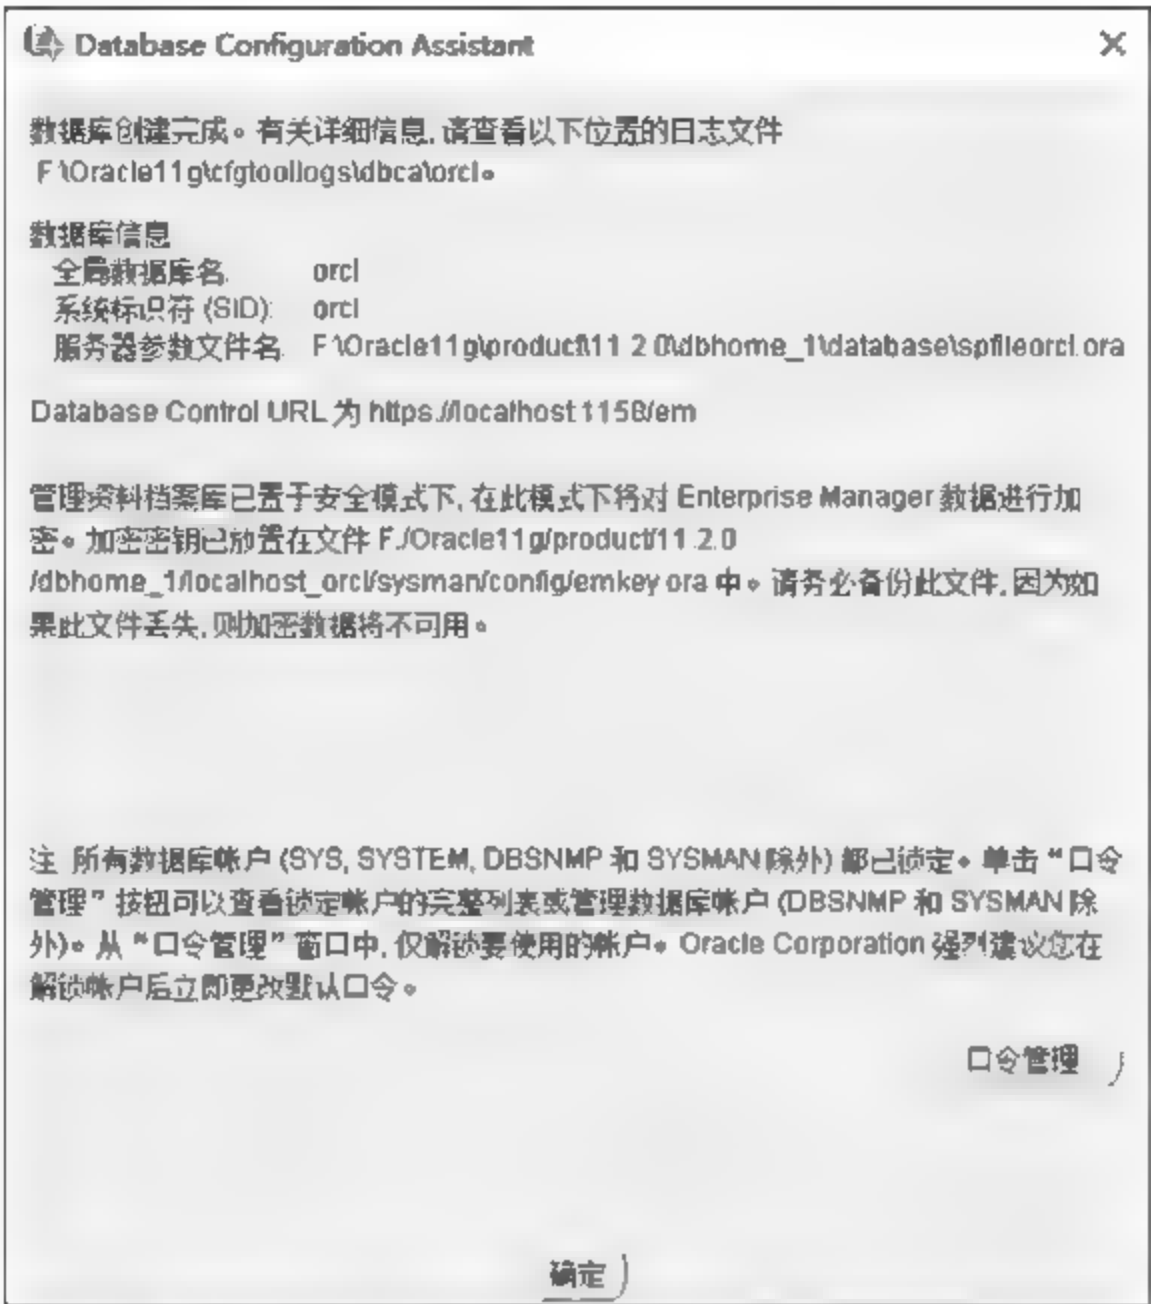 Database Configuration Assistant
数据库创建完成。有关详细信息, 请查看以下位置的日志文件
F:\Oracle11g\cfgtoollogs\dbca\orcl。
数据库信息
全局数据库名: orcl
系统标识符 (SID): orcl
服务器参数文件名: F:\Oracle11g\product\11.2.0\dbhome_1\database\spfileorcl.ora
Database Control URL 为 https://localhost:1158/em
管理资料档案库已置于安全模式下, 在此模式下将对 Enterprise Manager 数据进行加
密。加密密钥已放置在文件 F:/Oracle11g/product/11.2.0
/dbhome_1/localhost_orcl/sysman/config/emkey.ora 中。请务必备份此文件, 因为如
果此文件丢失, 则加密数据将不可用。
注: 所有数据库帐户 (SYS, SYSTEM, DBSNMP 和 SYSMAN 除外) 都已锁定。单击 “口令
管理” 按钮可以查看锁定帐户的完整列表或管理数据库帐户 (DBSNMP 和 SYSMAN 除
外)。从 “口令管理” 窗口中, 仅解锁要使用的帐户。Oracle Corporation 强烈建议您在
解锁帐户后立即更改默认口令。
口令管理
确定